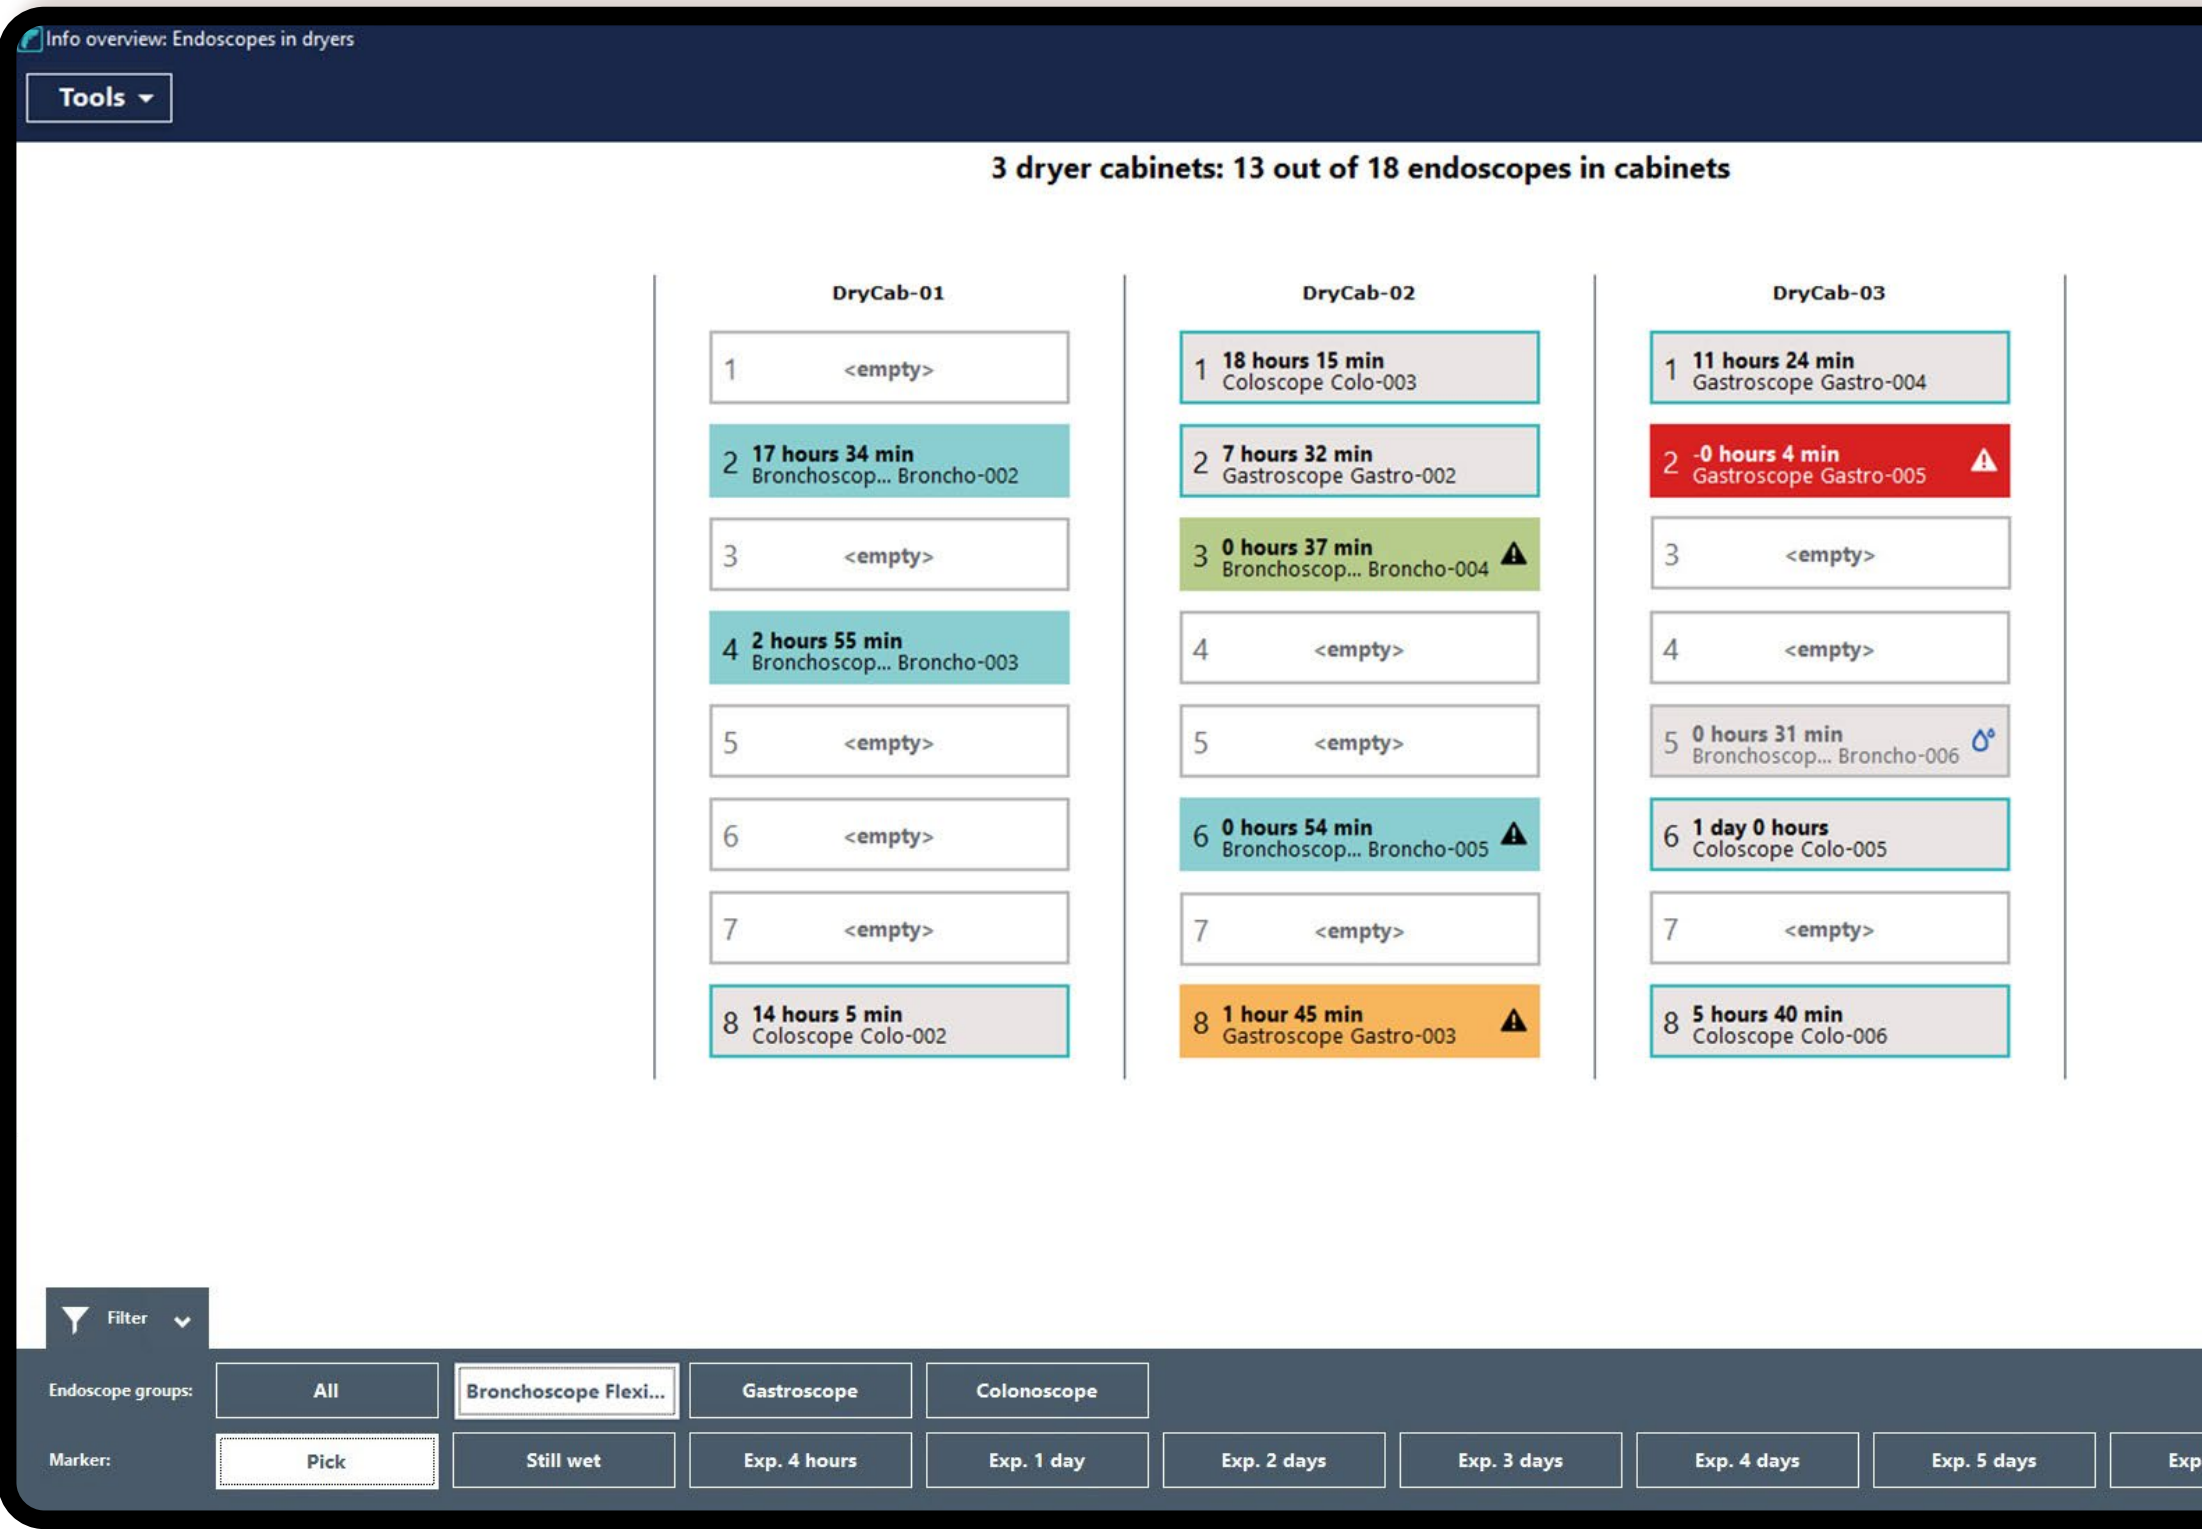 Info overview: Endoscopes in dryers
Tools
3 dryer cabinets: 13 out of 18 endoscopes in cabinets
DryCab-01
1 <empty>
2 17 hours 34 min
Bronchoscop... Broncho-002
3 <empty>
4 2 hours 55 min
Bronchoscop... Broncho-003
5 <empty>
6 <empty>
7 <empty>
8 14 hours 5 min
Coloscope Colo-002
DryCab-02
1 18 hours 15 min
Coloscope Colo-003
2 7 hours 32 min
Gastroscope Gastro-002
3 0 hours 37 min
Bronchoscop... Broncho-004
4 <empty>
5 <empty>
6 0 hours 54 min
Bronchoscop... Broncho-005
7 <empty>
8 1 hour 45 min
Gastroscope Gastro-003
DryCab-03
1 11 hours 24 min
Gastroscope Gastro-004
2 -0 hours 4 min
Gastroscope Gastro-005
3 <empty>
4 <empty>
5 0 hours 31 min
Bronchoscop... Broncho-006
6 1 day 0 hours
Coloscope Colo-005
7 <empty>
8 5 hours 40 min
Coloscope Colo-006
Filter
Endoscope groups: All Bronchoscope Flexi... Gastroscope Colonoscope
Marker: Pick Still wet Exp. 4 hours Exp. 1 day Exp. 2 days Exp. 3 days Exp. 4 days Exp. 5 days Exp